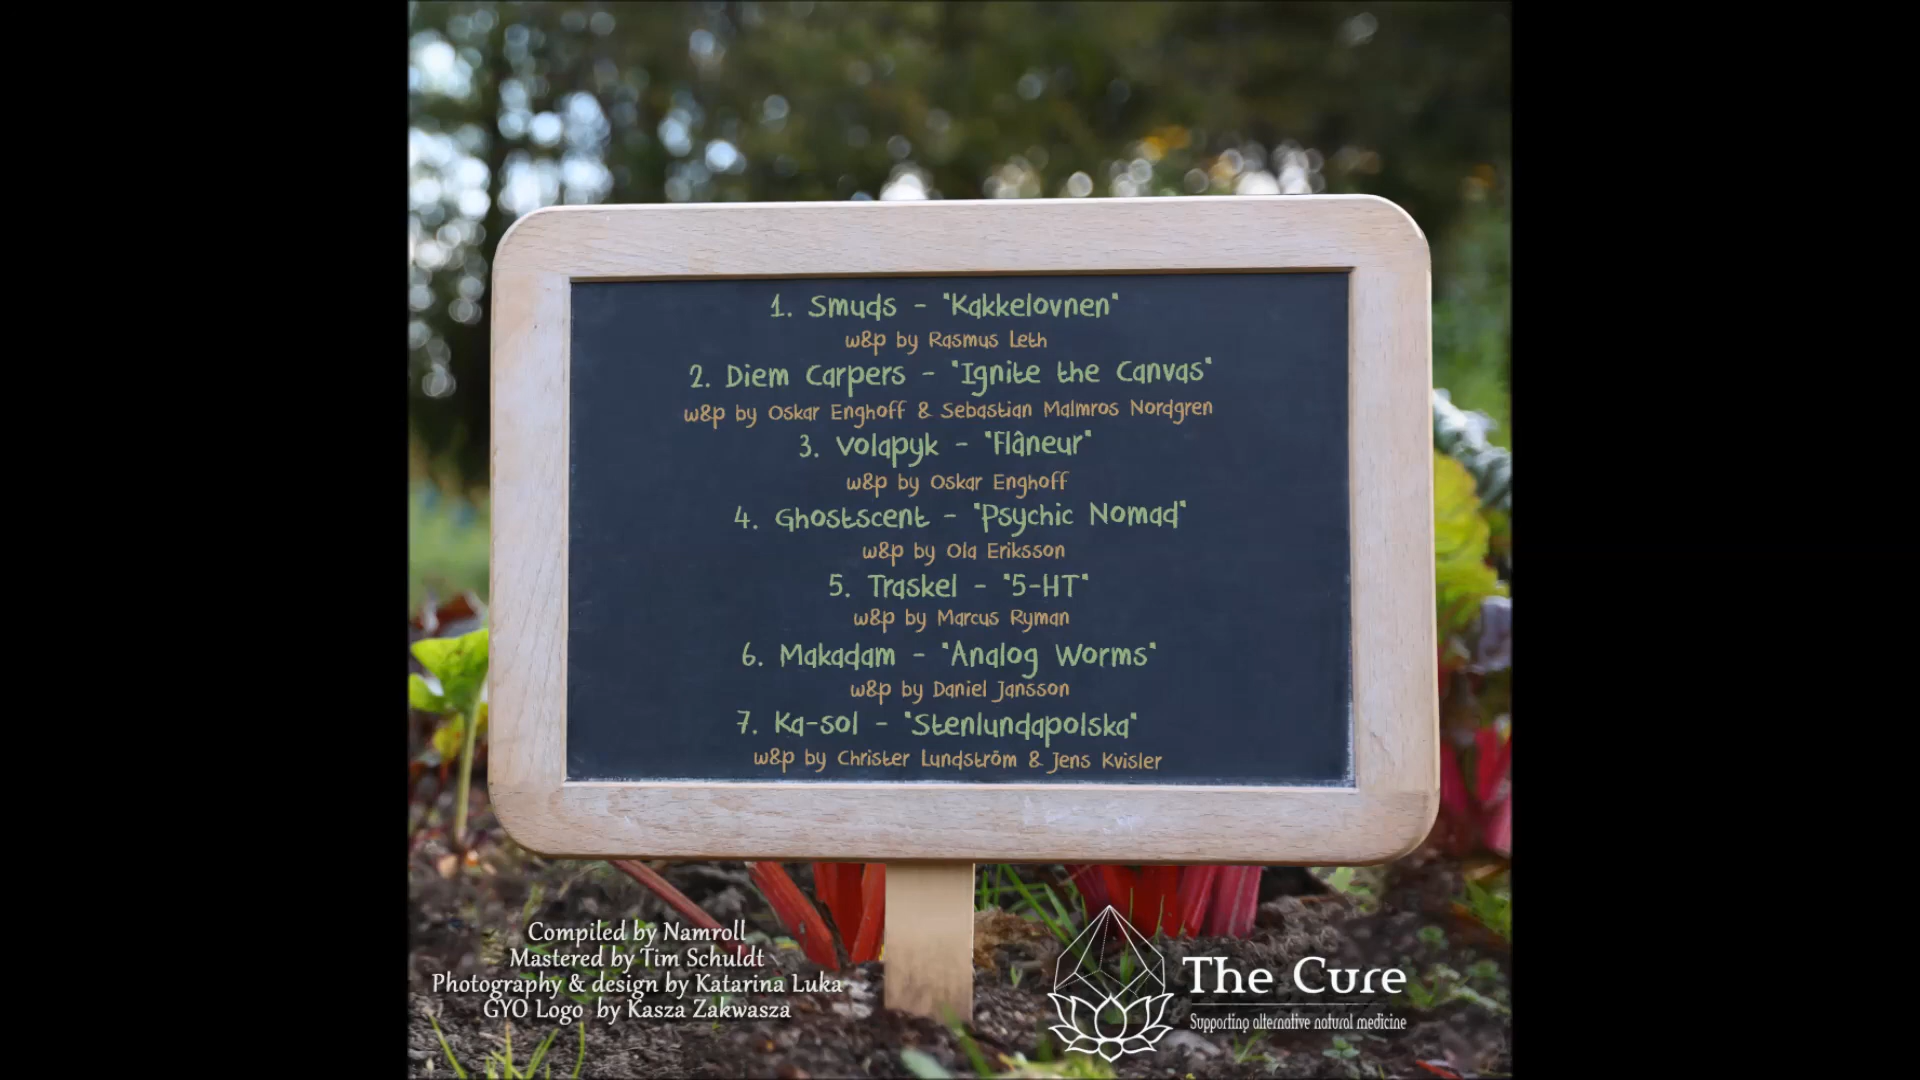 1. Smuds - "Kakkelovnen"
w&p by Rasmus Leth
2. Diem Carpers - "Ignite the Canvas"
w&p by Oskar Enghoff & Sebastian Malmros Nordgren
3. Volapyk - "Flâneur"
w&p by Oskar Enghoff
4. Ghostscent - "Psychic Nomad"
w&p by Ola Eriksson
5. Traskel - "5-HT"
w&p by Marcus Ryman
6. Makadam - "Analog Worms"
w&p by Daniel Jansson
7. Ka-sol - "Stenlundapolska"
w&p by Christer Lundström & Jens Kvisler
Compiled by Namroll
Mastered by Tim Schuldt
Photography & design by Katarina Luka
GYO Logo by Kasza Zakwasza
The Cure
Supporting alternative natural medicine